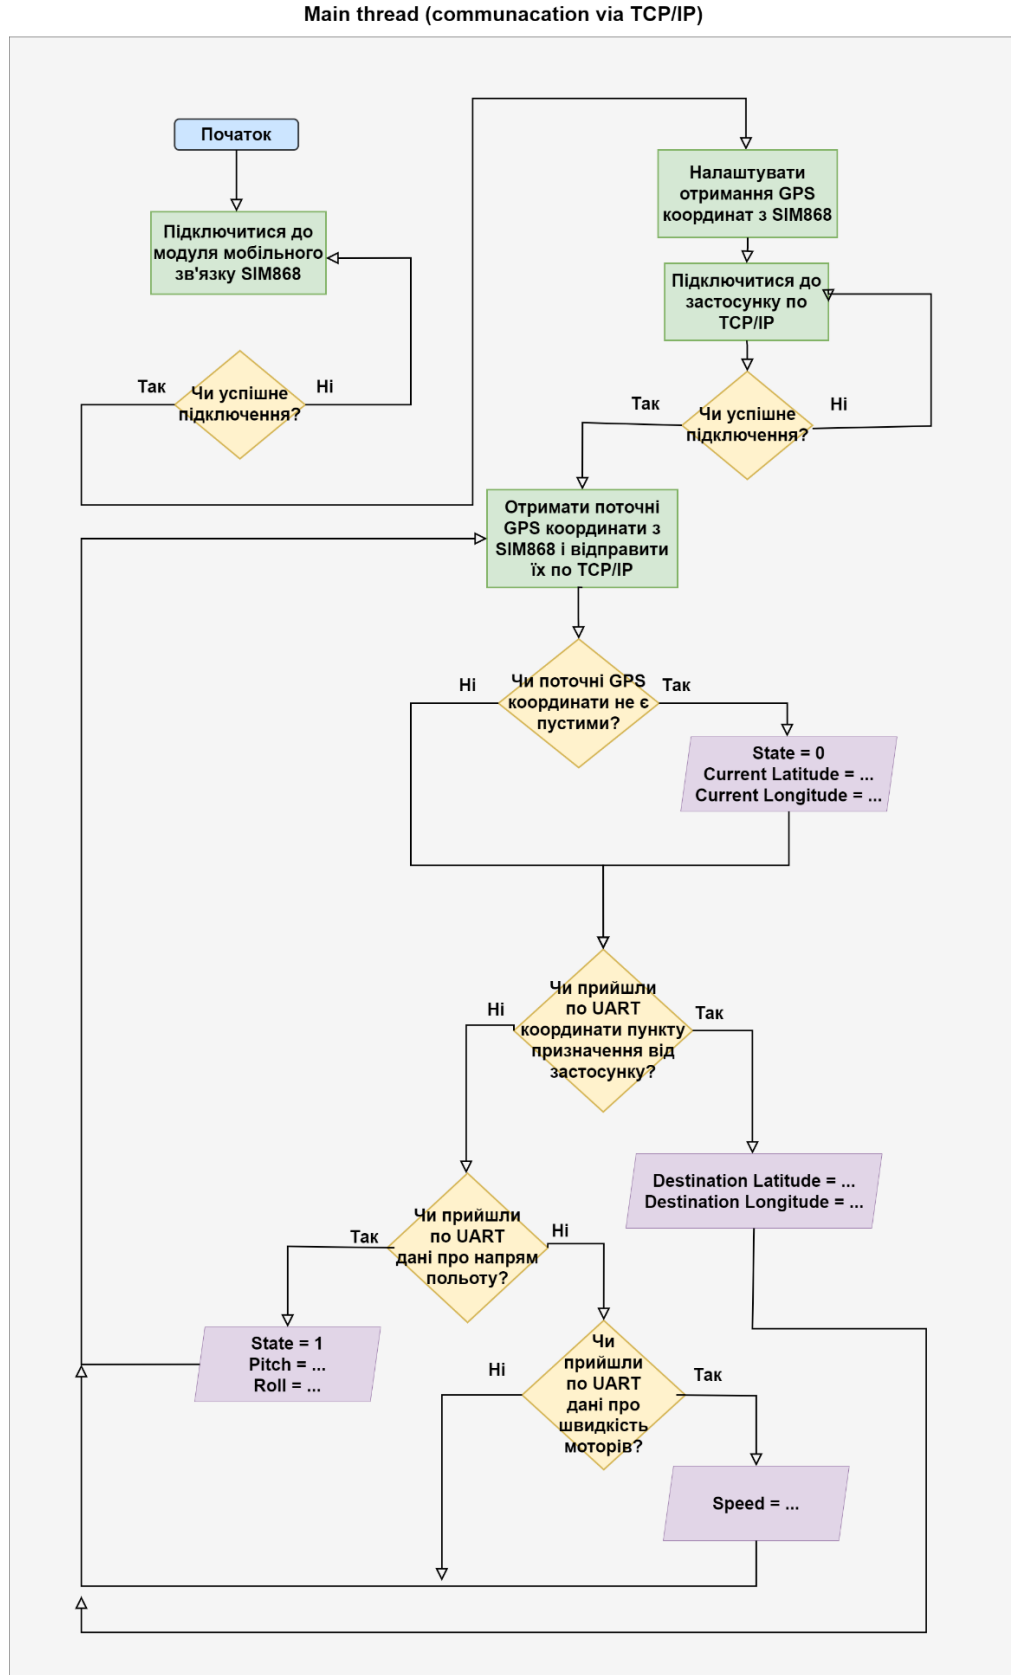 Main thread (communacation via TCP/IP)
Початок
Підключитися до
модуля мобільного
зв'язку SIM868
Чи успішне
підключення?
Так
Ні
Налаштувати
отримання GPS
координат з SIM868
Підключитися до
застосунку по
TCP/IP
Чи успішне
підключення?
Так
Ні
Отримати поточні
GPS координати з
SIM868 і відправити
їх по TCP/IP
Чи поточні GPS
координати не є
пустими?
Ні
Так
State = 0
Current Latitude = ...
Current Longitude = ...
Чи прийшли
по UART
координати пункту
призначення від
застосунку?
Ні
Так
Destination Latitude = ...
Destination Longitude = ...
Чи прийшли
по UART
дані про напрям
польоту?
Так
Ні
State = 1
Pitch = ...
Roll = ...
Чи
прийшли
по UART
дані про
швидкість
моторів?
Ні
Так
Speed = ...